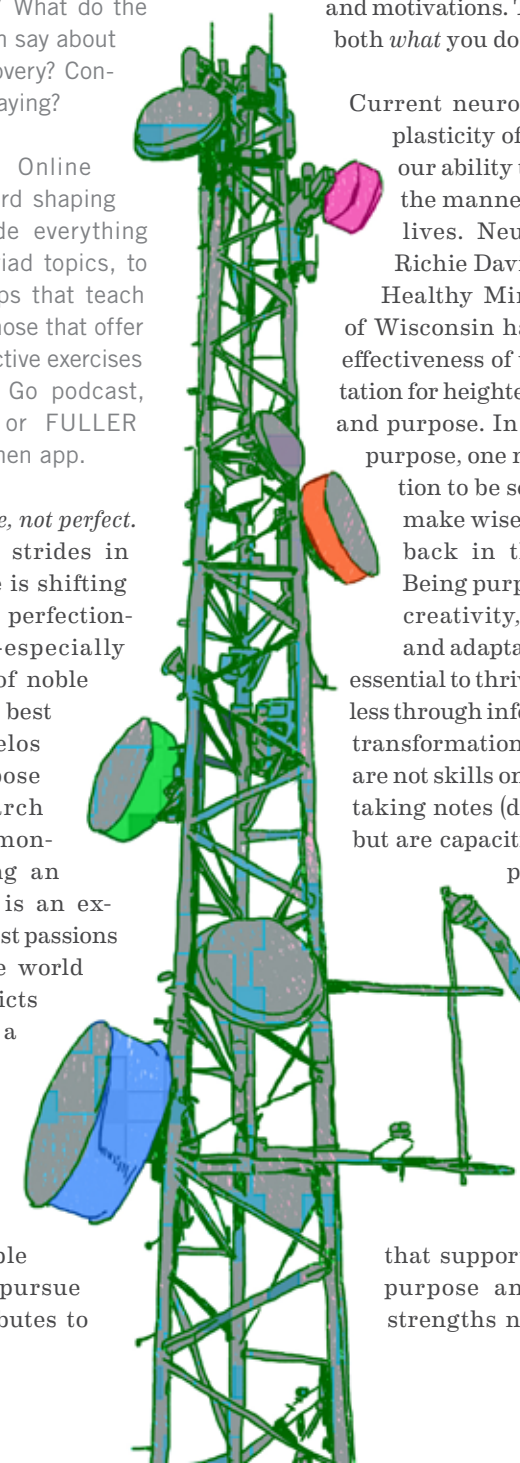 What do the
n say about
overy? Con-
aying?
Online
rd shaping
de everything
iad topics, to
ps that teach
hose that offer
ctive exercises
Go podcast,
or FULLER
hen app.
e, not perfect.
strides in
e is shifting
perfection-
-especially
of noble
best
elos
pose
arch
mon-
ng an
is an ex-
st passions
e world
icts
a
ple
pursue
butes to
and motivations. T
both what you do
Current neuro
plasticity of
our ability t
the manner
lives. Neu
Richie Davi
Healthy Min
of Wisconsin ha
effectiveness of
tation for heighte
and purpose. In
purpose, one n
tion to be se
make wise
back in th
Being purp
creativity,
and adapta
essential to thriv
less through info
transformation
are not skills on
taking notes (d
but are capaciti
p
that suppor
purpose an
strengths n